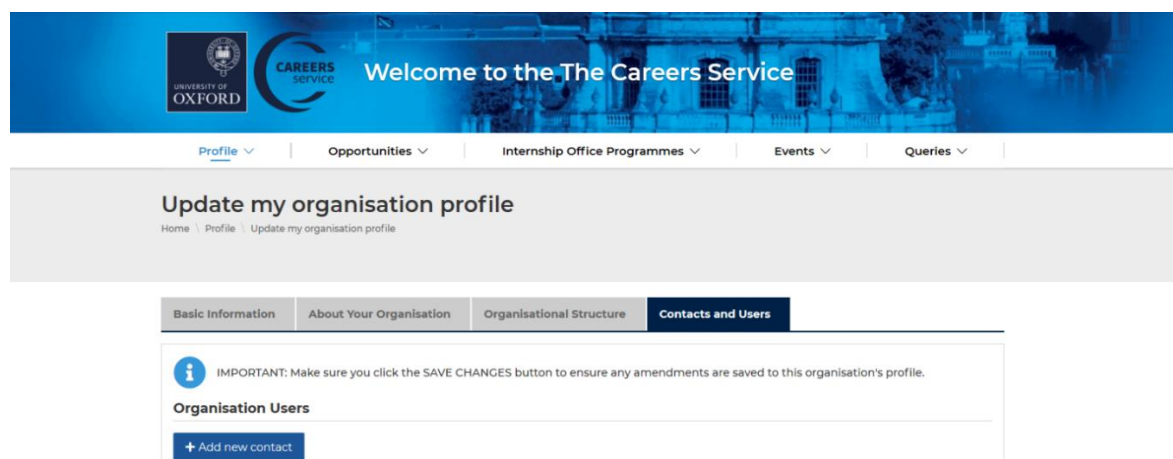 UNIVERSITY OF
OXFORD
CAREERS
service
Welcome to the The Careers Service
Profile Opportunities Internship Office Programmes Events Queries
Update my organisation profile
Home \ Profile \ Update my organisation profile
Basic Information About Your Organisation Organisational Structure Contacts and Users
i IMPORTANT: Make sure you click the SAVE CHANGES button to ensure any amendments are saved to this organisation's profile.
Organisation Users
+ Add new contact